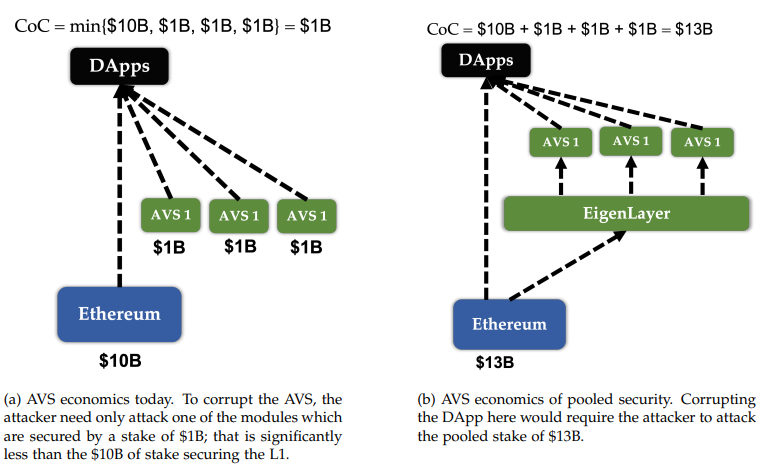 CoC = min{$10B, $1B, $1B, $1B} = $1B
DApps
AVS 1
AVS 1
AVS 1
$1B
$1B
$1B
Ethereum
$10B
(a) AVS economics today. To corrupt the AVS, the
attacker need only attack one of the modules which
are secured by a stake of $1B; that is significantly
less than the $10B of stake securing the L1.
CoC = $10B + $1B + $1B + $1B = $13B
DApps
AVS 1
AVS 1
AVS 1
EigenLayer
Ethereum
$13B
(b) AVS economics of pooled security. Corrupting
the DApp here would require the attacker to attack
the pooled stake of $13B.